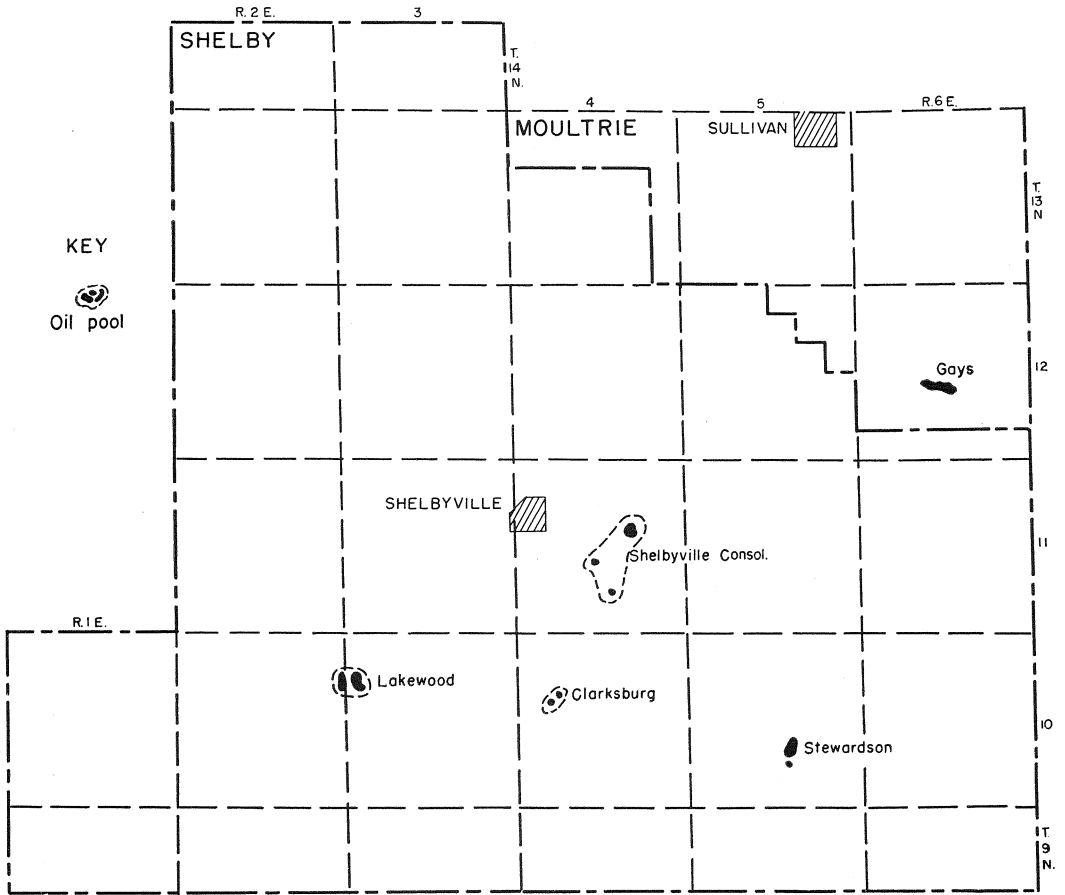 R. 2 E.
3
SHELBY
T.
14
N.
4
5
R. 6 E.
MOULTRIE
SULLIVAN
T.
13
N
KEY
Oil pool
12
Gays
SHELBYVILLE
11
Shelbyville Consol.
R. 1 E.
Lakewood
Clarksburg
10
Stewardson
T.
9
N.